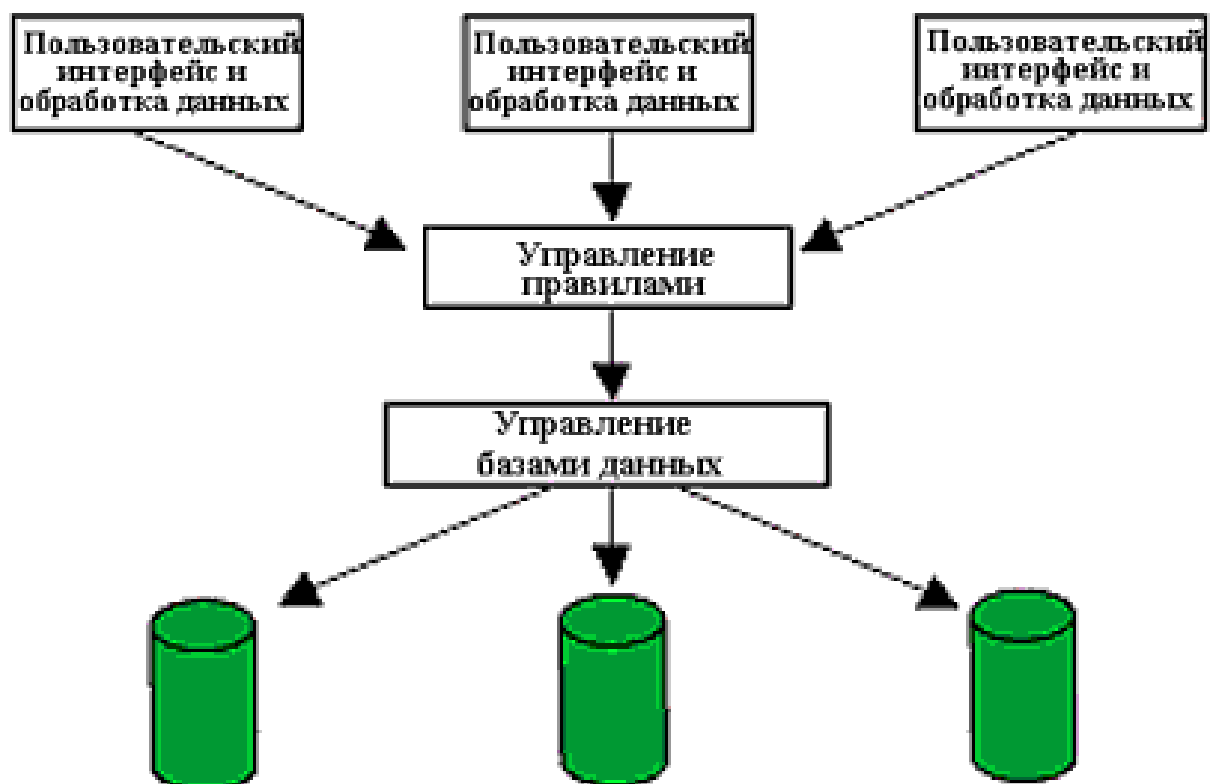 Пользовательский
интерфейс и
обработка данных
Пользовательский
интерфейс и
обработка данных
Пользовательский
интерфейс и
обработка данных
Управление
правилами
Управление
базами данных